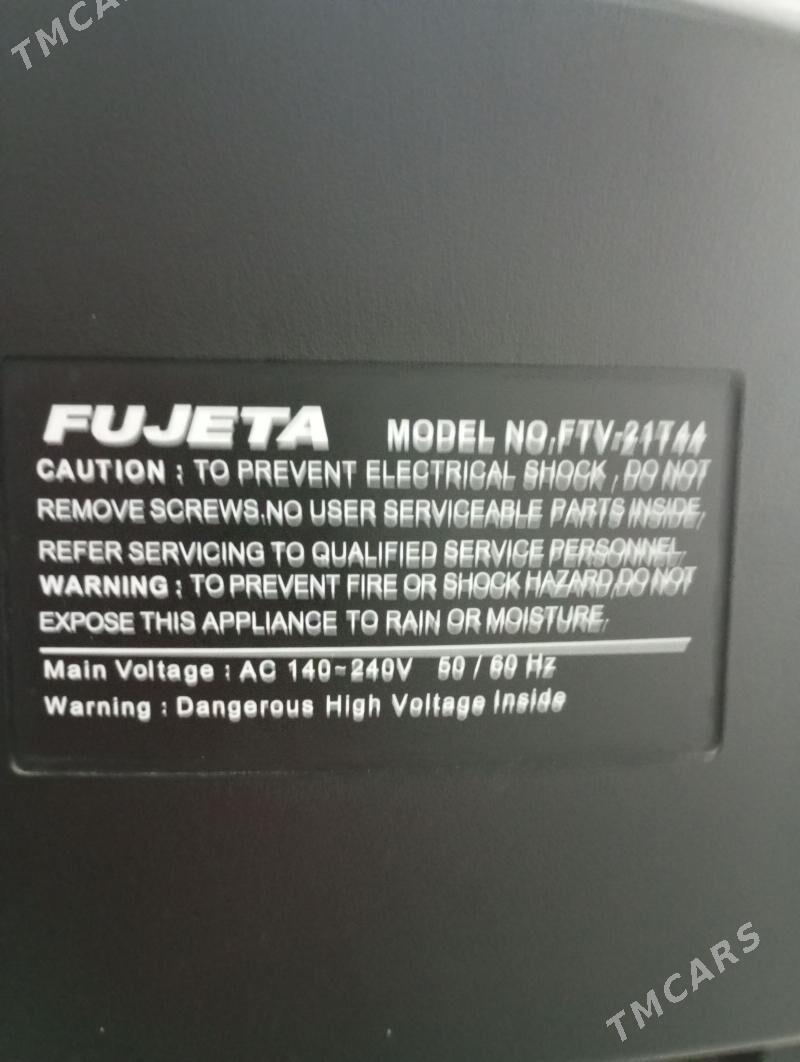 TMCARS
FUJETA MODEL NO.FTV-21T44
CAUTION : TO PREVENT ELECTRICAL SHOCK , DO NOT
REMOVE SCREWS.NO USER SERVICEABLE PARTS INSIDE,
REFER SERVICING TO QUALIFIED SERVICE PERSONNEL.
WARNING : TO PREVENT FIRE OR SHOCK HAZARD,DO NOT
EXPOSE THIS APPLIANCE TO RAIN OR MOISTURE.
Main Voltage : AC 140~240V 50 / 60 Hz
Warning : Dangerous High Voltage Inside
TMCARS